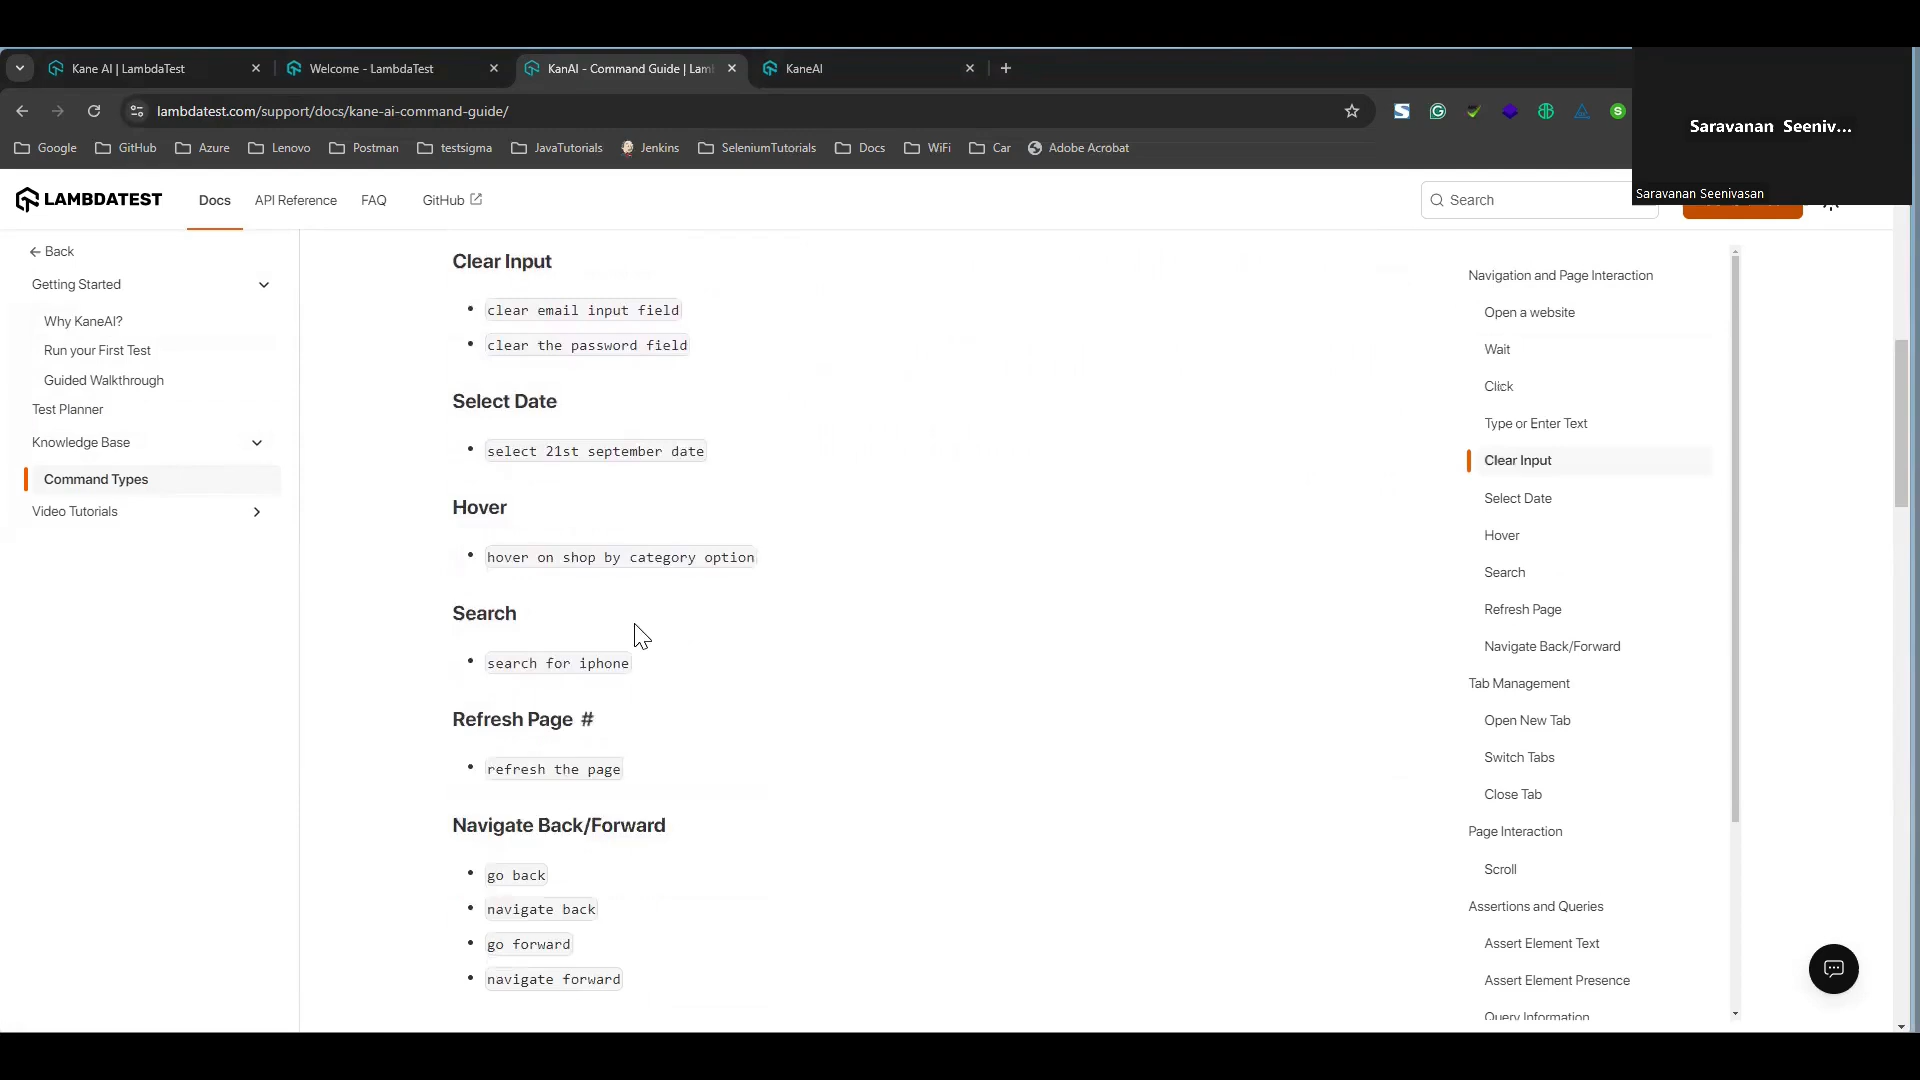 Kane AI | LambdaTest
Welcome - LambdaTest
KanAI - Command Guide | Lam
KaneAI
lambdatest.com/support/docs/kane-ai-command-guide/
Google
GitHub
Azure
Lenovo
Postman
testsigma
JavaTutorials
Jenkins
SeleniumTutorials
Docs
WiFi
Car
Adobe Acrobat
Saravanan Seeniv...
Saravanan Seenivasan
LAMBDATEST
Docs
API Reference
FAQ
GitHub
Search
Back
Getting Started
Why KaneAI?
Run your First Test
Guided Walkthrough
Test Planner
Knowledge Base
Command Types
Video Tutorials
Clear Input
clear email input field
clear the password field
Select Date
select 21st september date
Hover
hover on shop by category option
Search
search for iphone
Refresh Page #
refresh the page
Navigate Back/Forward
go back
navigate back
go forward
navigate forward
Navigation and Page Interaction
Open a website
Wait
Click
Type or Enter Text
Clear Input
Select Date
Hover
Search
Refresh Page
Navigate Back/Forward
Tab Management
Open New Tab
Switch Tabs
Close Tab
Page Interaction
Scroll
Assertions and Queries
Assert Element Text
Assert Element Presence
Query Information